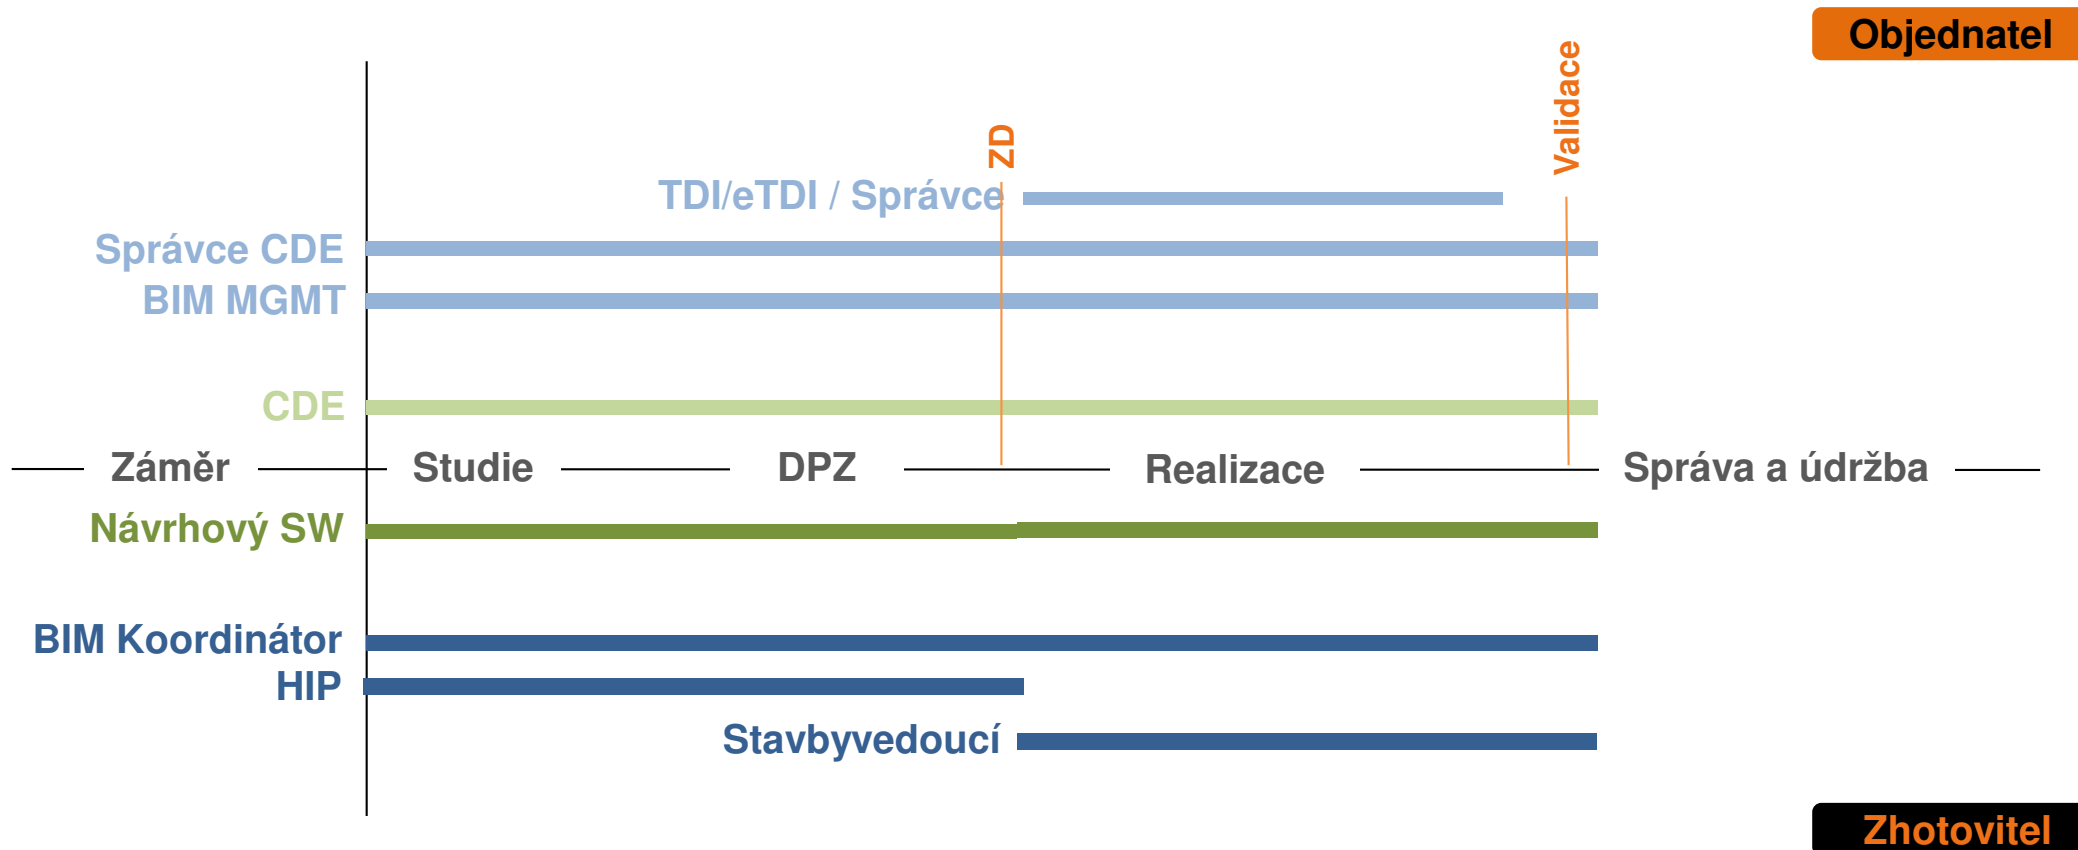 Objednatel
Validace
ZD
TDI/eTDI / Správce
Správce CDE
BIM MGMT
CDE
Záměr Studie DPZ Realizace Správa a údržba
Návrhový SW
BIM Koordinátor
HIP
Stavbyvedoucí
Zhotovitel